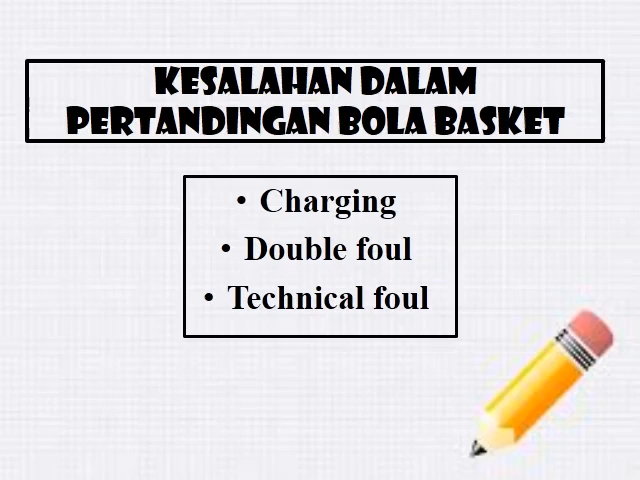 KESALAHAN DALAM
PERTANDINGAN BOLA BASKET
• Charging
• Double foul
• Technical foul